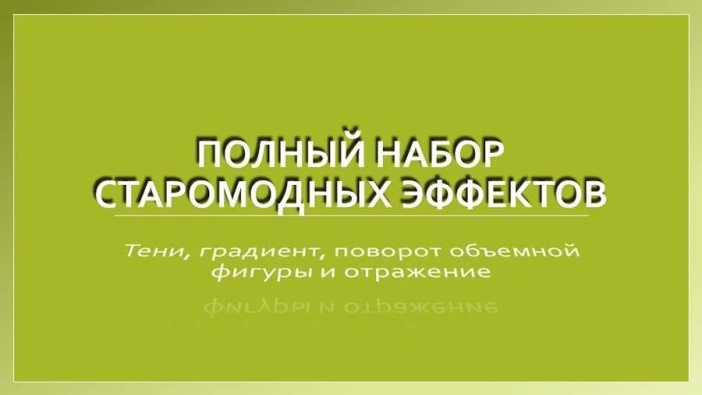 ПОЛНЫЙ НАБОР
СТАРОМОДНЫХ ЭФФЕКТОВ
Тени, градиент, поворот объемной
фигуры и отражение